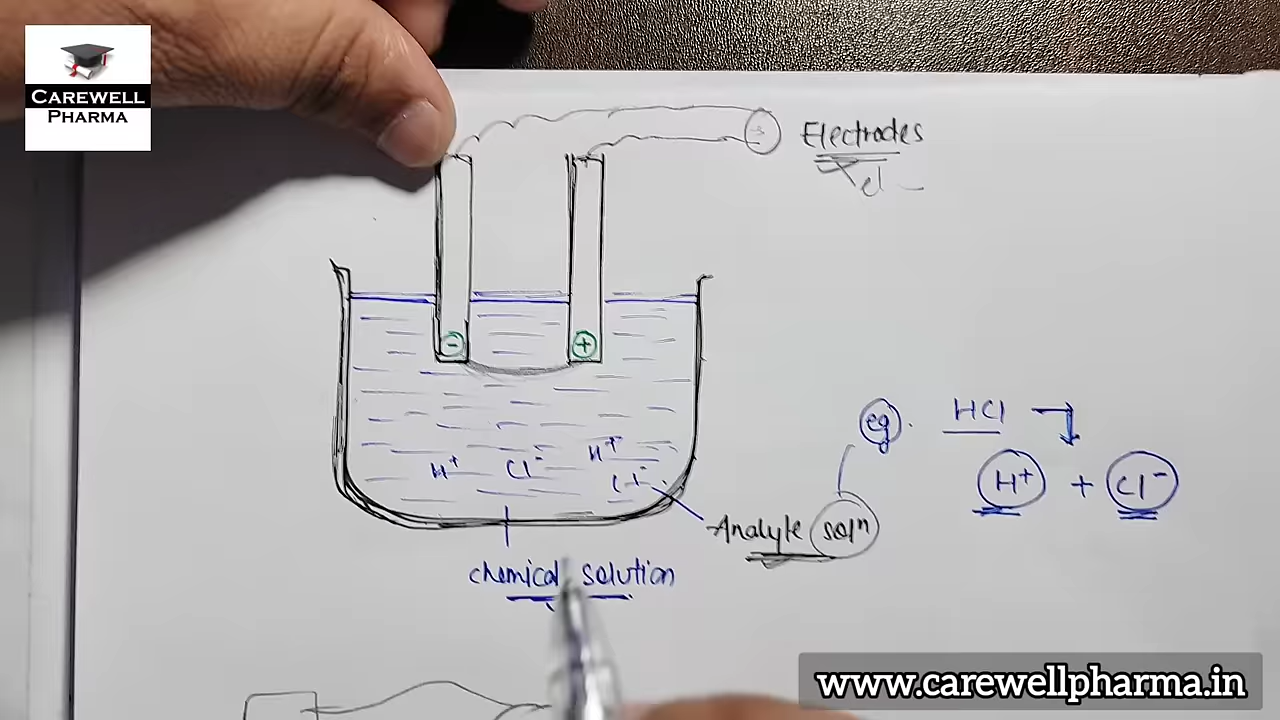 CAREWELL
PHARMA
Electrodes
-
+
H+ Cl- H+
Cl-
eg. HCl
H+ + Cl-
Analyte soln
chemical solution
www.carewellpharma.in